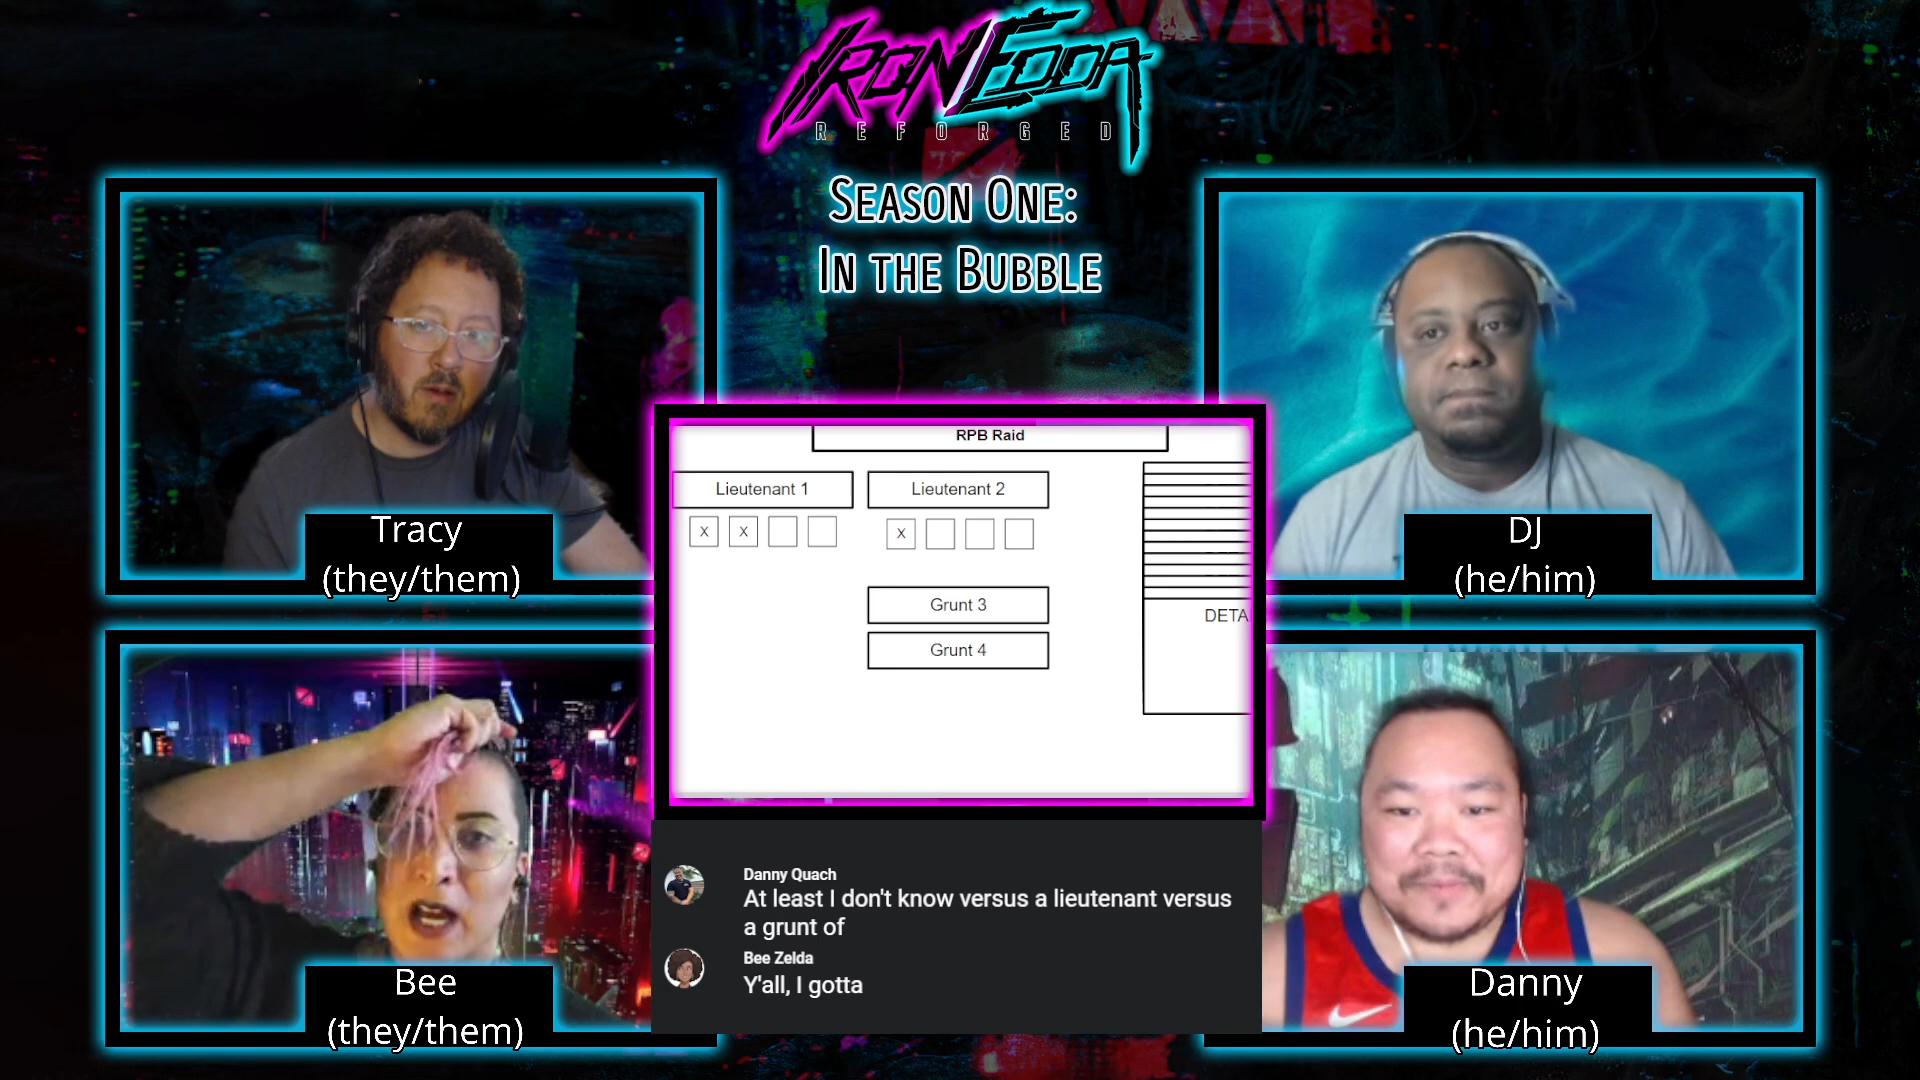 IRON EDDA
REFORGED
SEASON ONE:
IN THE BUBBLE
Tracy
(they/them)
DJ
(he/him)
RPB Raid
Lieutenant 1
Lieutenant 2
X X
X
Grunt 3
Grunt 4
DETA
Danny Quach
At least I don't know versus a lieutenant versus
a grunt of
Bee Zelda
Y'all, I gotta
Bee
(they/them)
Danny
(he/him)